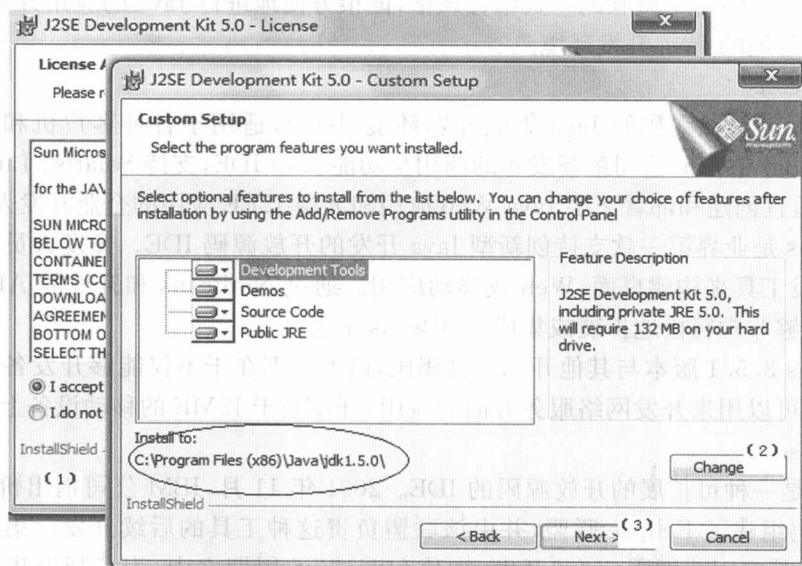 J2SE Development Kit 5.0 - License
License A
Please r
Sun Micros
for the JAV
SUN MICRO
BELOW TO
CONTAINE
TERMS (CO
DOWNLOA
AGREEMEN
BOTTOM O
SELECT TH
I accept
I do not
InstallShield
(1)
J2SE Development Kit 5.0 - Custom Setup
Custom Setup
Select the program features you want installed.
Sun
microsystems
Select optional features to install from the list below. You can change your choice of features after
installation by using the Add/Remove Programs utility in the Control Panel
Development Tools
Demos
Source Code
Public JRE
Feature Description
J2SE Development Kit 5.0,
including private JRE 5.0. This
will require 132 MB on your hard
drive.
Install to:
C:\Program Files (x86)\Java\jdk1.5.0\
(2)
Change
InstallShield
(3)
< Back
Next >
Cancel